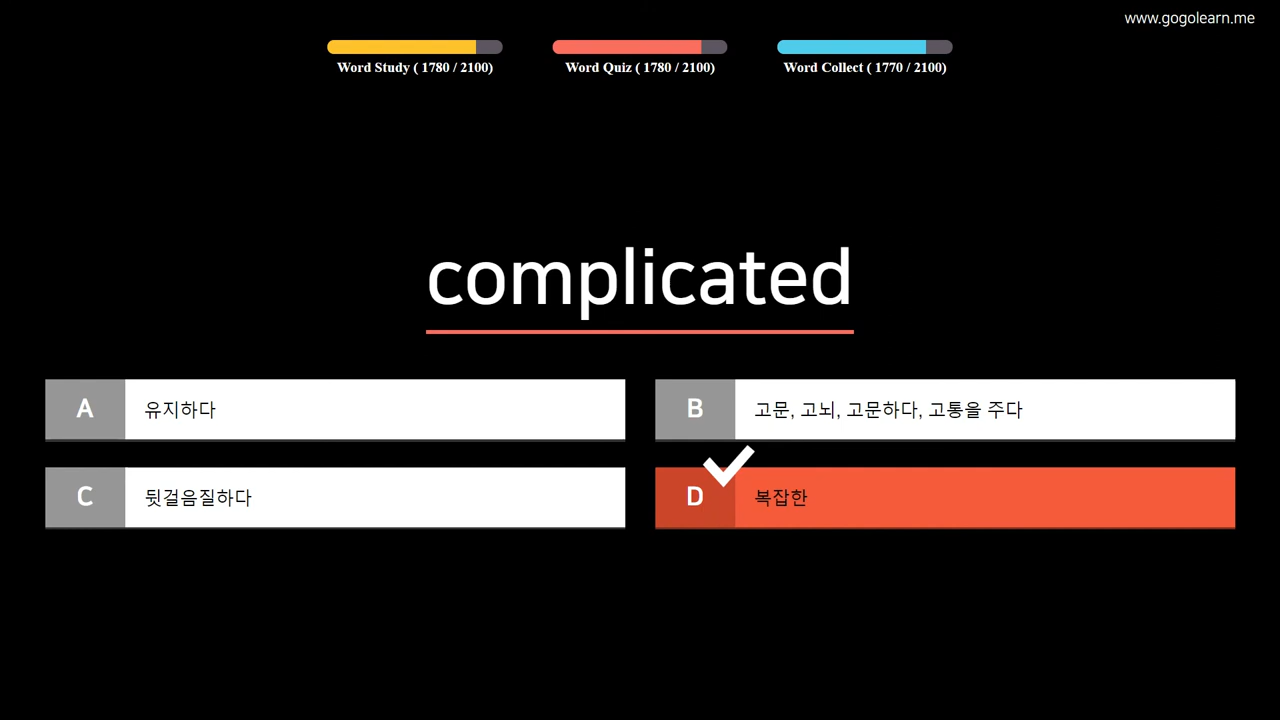 www.gogolearn.me
Word Study ( 1780 / 2100)
Word Quiz ( 1780 / 2100)
Word Collect ( 1770 / 2100)
complicated
A 유지하다
B 고문, 고뇌, 고문하다, 고통을 주다
C 뒷걸음질하다
D 복잡한